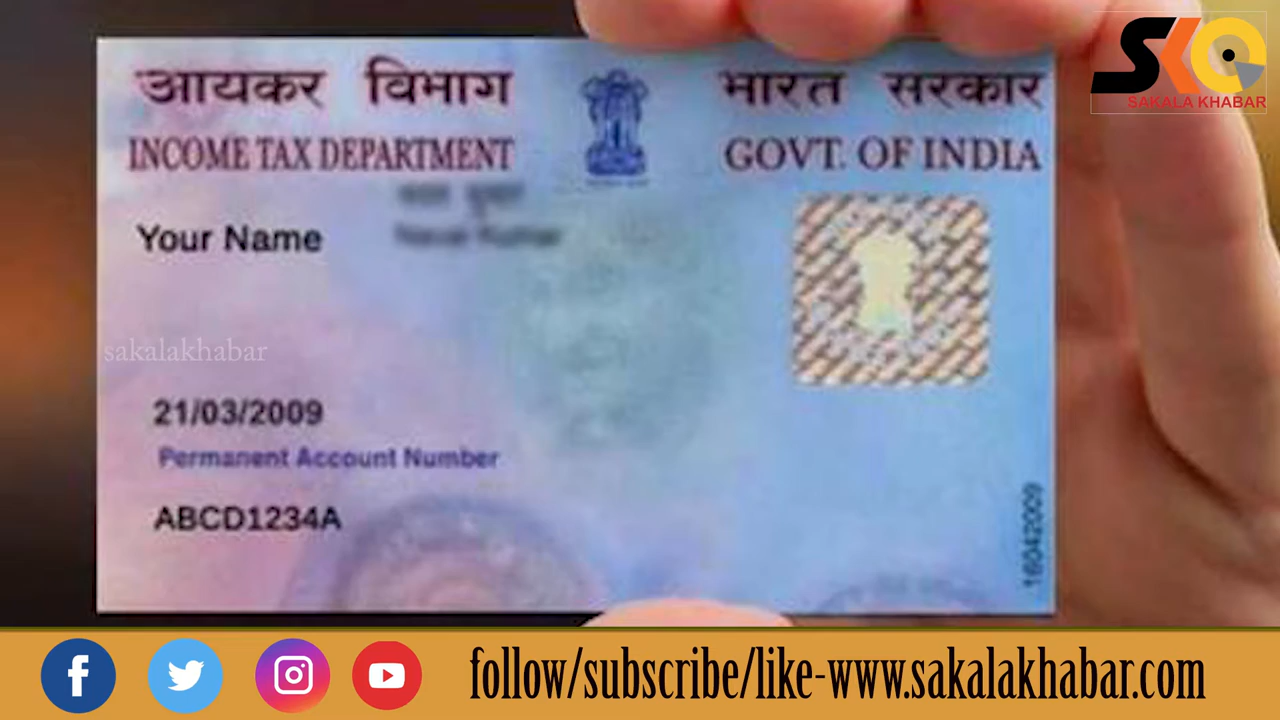 SKC
SAKALA KHABAR
आयकर विभाग
भारत सरकार
INCOME TAX DEPARTMENT
GOVT. OF INDIA
Your Name
sakalakhabar
21/03/2009
Permanent Account Number
ABCD1234A
16042009
follow/subscribe/like-www.sakalakhabar.com